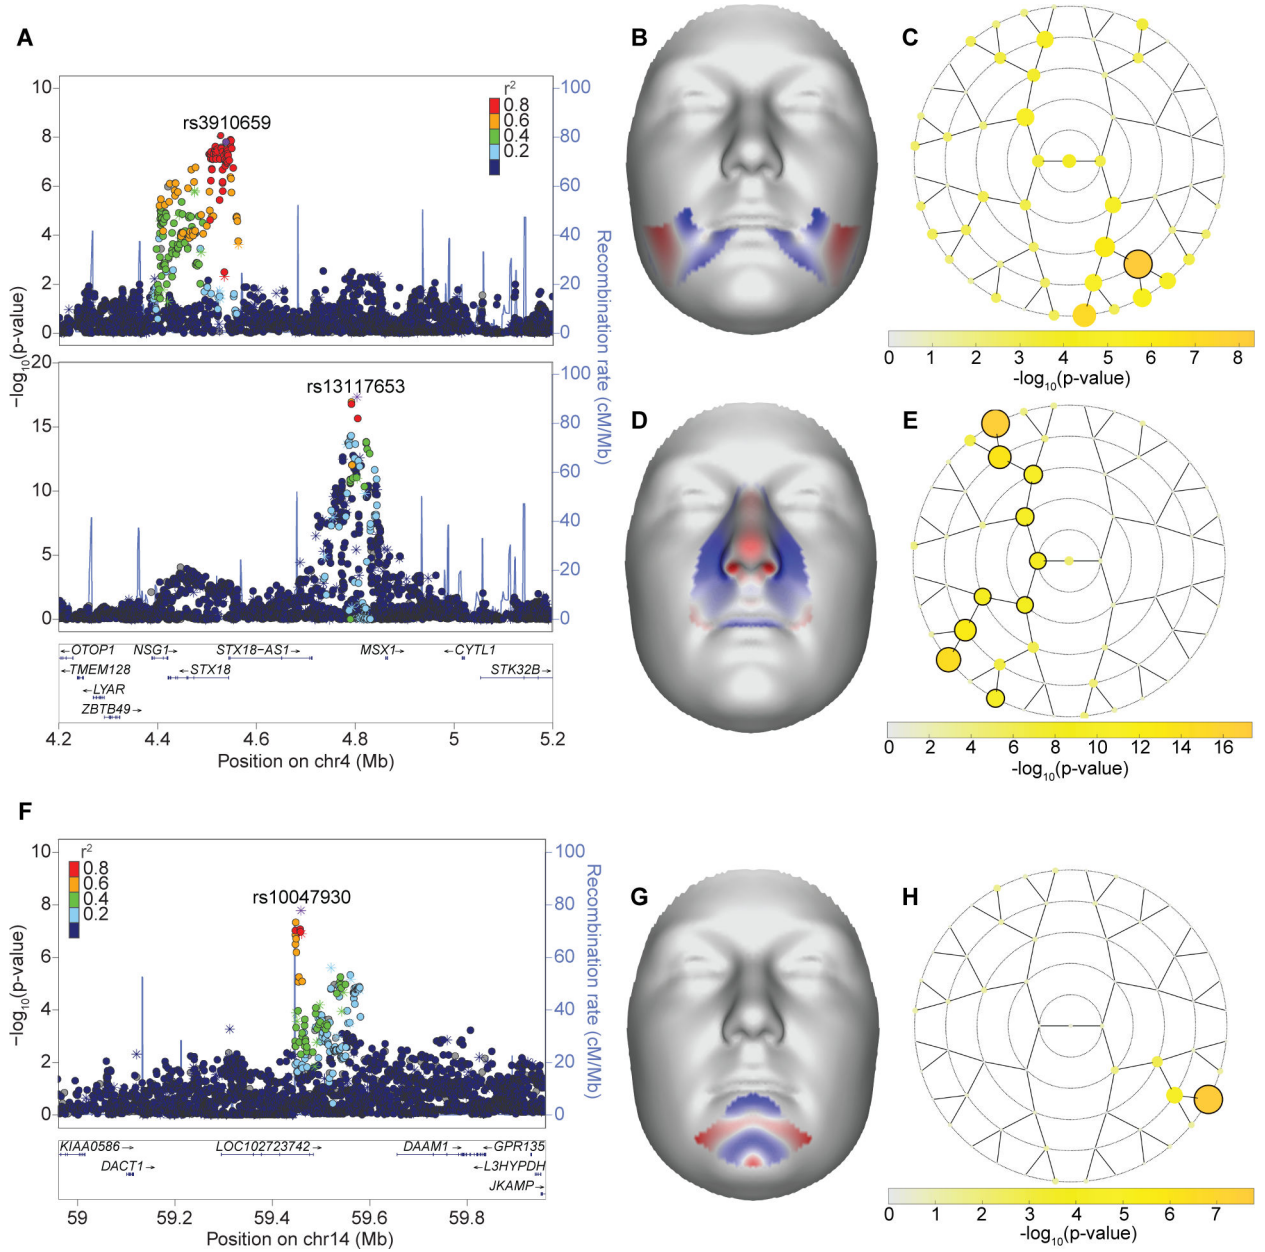 A
10
8
6
4
2
0
100
80
60
40
20
0
r²
0.8
0.6
0.4
0.2
rs3910659
20
15
10
5
0
100
80
60
40
20
0
rs13117653
−log₁₀(p-value)
Recombination rate (cM/Mb)
←OTOP1 NSG1→ STX18−AS1→ MSX1→ ←CYTL1
←TMEM128 ←STX18 STK32B→
←LYAR
ZBTB49→
4.2 4.4 4.6 4.8 5 5.2
Position on chr4 (Mb)
B
C
0 1 2 3 4 5 6 7 8
-log₁₀(p-value)
D
E
0 2 4 6 8 10 12 14 16
-log₁₀(p-value)
F
10
8
6
4
2
0
100
80
60
40
20
0
r²
0.8
0.6
0.4
0.2
rs10047930
−log₁₀(p-value)
Recombination rate (cM/Mb)
KIAA0586→ LOC102723742→ DAAM1→ ←GPR135
DACT1→ ←L3HYPDH
JKAMP→
59 59.2 59.4 59.6 59.8
Position on chr14 (Mb)
G
H
0 1 2 3 4 5 6 7
-log₁₀(p-value)